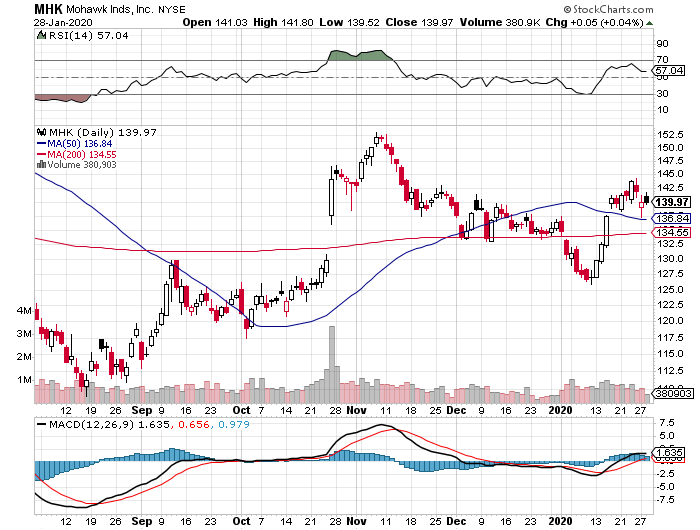 MHK Mohawk Inds, Inc. NYSE © StockCharts.com
28-Jan-2020 Open 141.03 High 141.80 Low 139.52 Close 139.97 Volume 380.9K Chg +0.05 (+0.04%)
RSI(14) 57.04
90
70
57.04
50
30
10
MHK (Daily) 139.97
MA(50) 136.84
MA(200) 134.55
Volume 380,903
152.5
150.0
147.5
145.0
142.5
139.97
136.84
134.55
132.5
130.0
127.5
125.0
122.5
120.0
117.5
115.0
112.5
380903
4M
3M
2M
1M
12 19 26 Sep 9 16 23 Oct 7 14 21 28 Nov 11 18 25 Dec 9 16 23 2020 13 21 27
MACD(12,26,9) 1.635, 0.656, 0.979
7.5
5.0
1.635
-2.5
-5.0
-7.5
12 19 26 Sep 9 16 23 Oct 7 14 21 28 Nov 11 18 25 Dec 9 16 23 2020 13 21 27